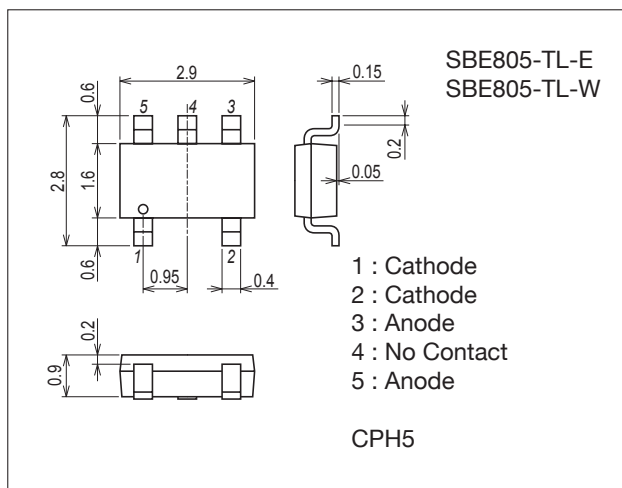 SBE805-TL-E
SBE805-TL-W
2.9
0.15
0.6
5 4 3
0.2
2.8
1.6
0.05
0.6
1 2
0.95
0.4
1 : Cathode
2 : Cathode
3 : Anode
4 : No Contact
5 : Anode
0.2
0.9
CPH5